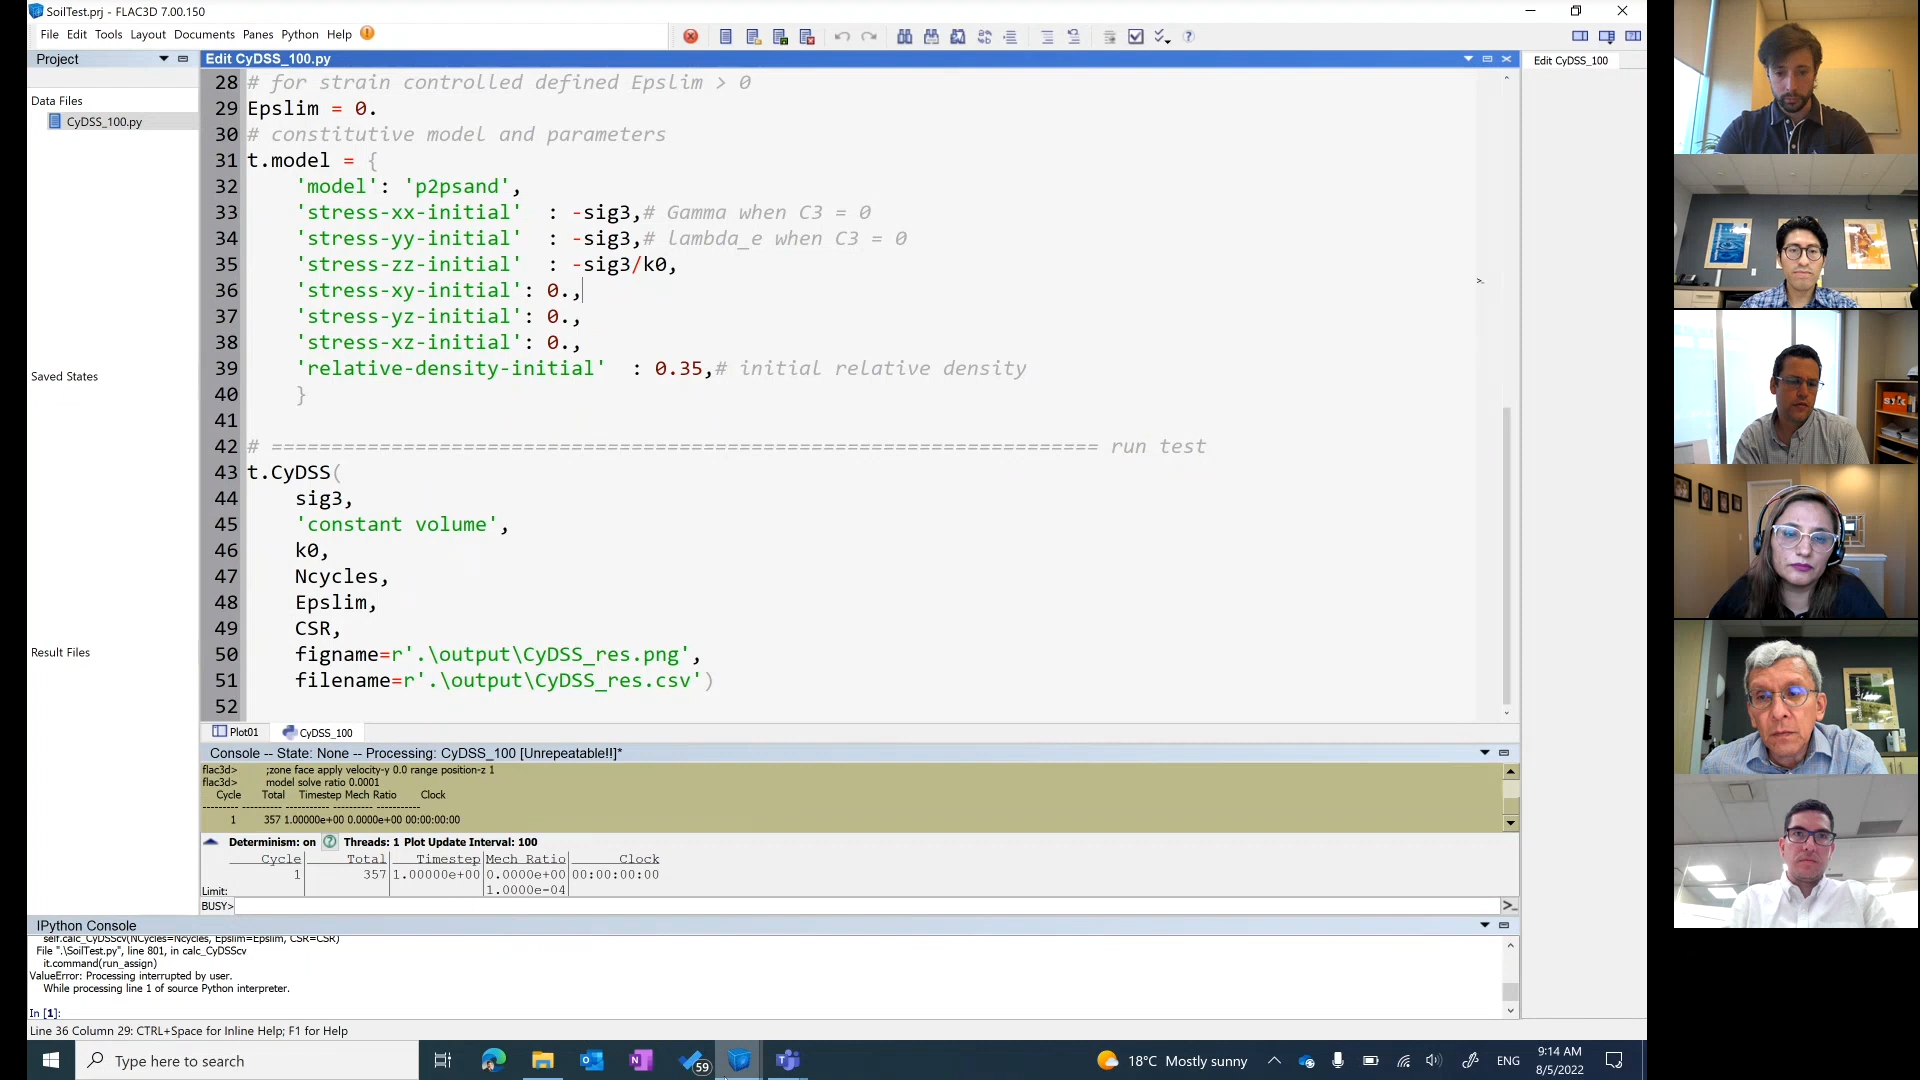 SoilTest.prj - FLAC3D 7.00.150
File Edit Tools Layout Documents Panes Python Help
Project
Edit CyDSS_100.py
Edit CyDSS_100
Data Files
CyDSS_100.py
Saved States
Result Files
28 # for strain controlled defined Epslim > 0
29 Epslim = 0.
30 # constitutive model and parameters
31 t.model = {
32 'model': 'p2psand',
33 'stress-xx-initial' : -sig3,# Gamma when C3 = 0
34 'stress-yy-initial' : -sig3,# lambda_e when C3 = 0
35 'stress-zz-initial' : -sig3/k0,
36 'stress-xy-initial': 0.,
37 'stress-yz-initial': 0.,
38 'stress-xz-initial': 0.,
39 'relative-density-initial' : 0.35,# initial relative density
40 }
41
42 # ===================================================================== run test
43 t.CyDSS(
44 sig3,
45 'constant volume',
46 k0,
47 Ncycles,
48 Epslim,
49 CSR,
50 figname=r'.\output\CyDSS_res.png',
51 filename=r'.\output\CyDSS_res.csv')
52
Plot01 CyDSS_100
Console -- State: None -- Processing: CyDSS_100 [Unrepeatable!!]*
flac3d> ;zone face apply velocity-y 0.0 range position-z 1
flac3d> model solve ratio 0.0001
Cycle Total Timestep Mech Ratio Clock
--------- ---------- ----------- ---------- -----------
1 357 1.00000e+00 0.0000e+00 00:00:00:00
Determinism: on Threads: 1 Plot Update Interval: 100
Cycle Total Timestep Mech Ratio Clock
1 357 1.00000e+00 0.0000e+00 00:00:00:00
Limit: 1.0000e-04
BUSY>
IPython Console
self.calc_CyDSScv(NCycles=Ncycles, Epslim=Epslim, CSR=CSR)
File ".\SoilTest.py", line 801, in calc_CyDSScv
it.command(run_assign)
ValueError: Processing interrupted by user.
While processing line 1 of source Python interpreter.
In [1]:
Line 36 Column 29: CTRL+Space for Inline Help; F1 for Help
Type here to search
59
18°C Mostly sunny
ENG
9:14 AM
8/5/2022